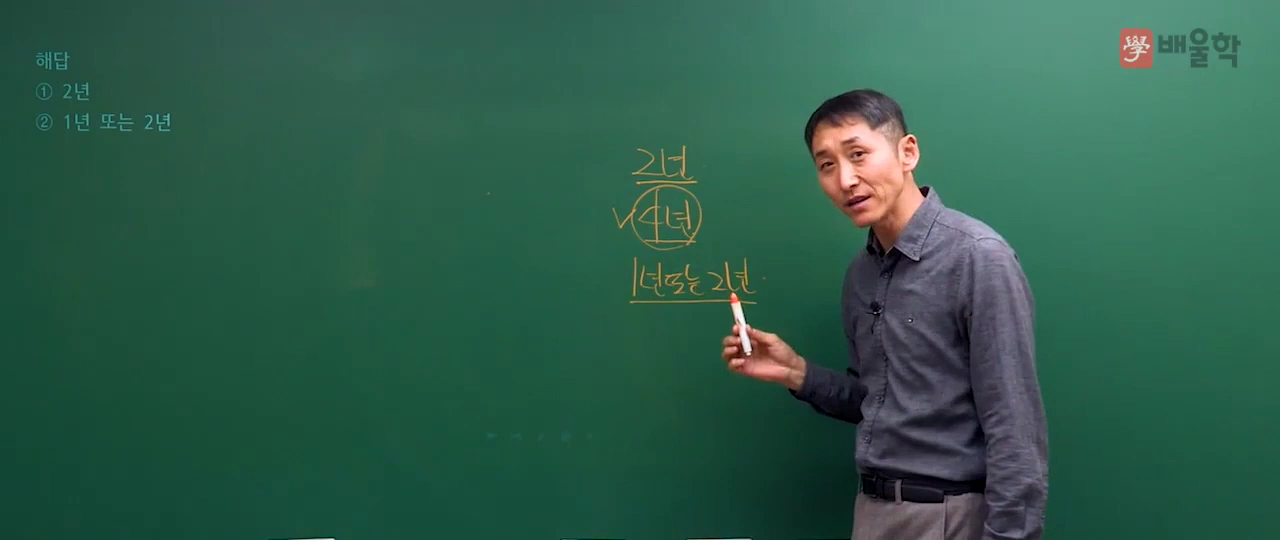 해답
① 2년
② 1년 또는 2년
學 배울학
2년
√4년
1년또는 2년